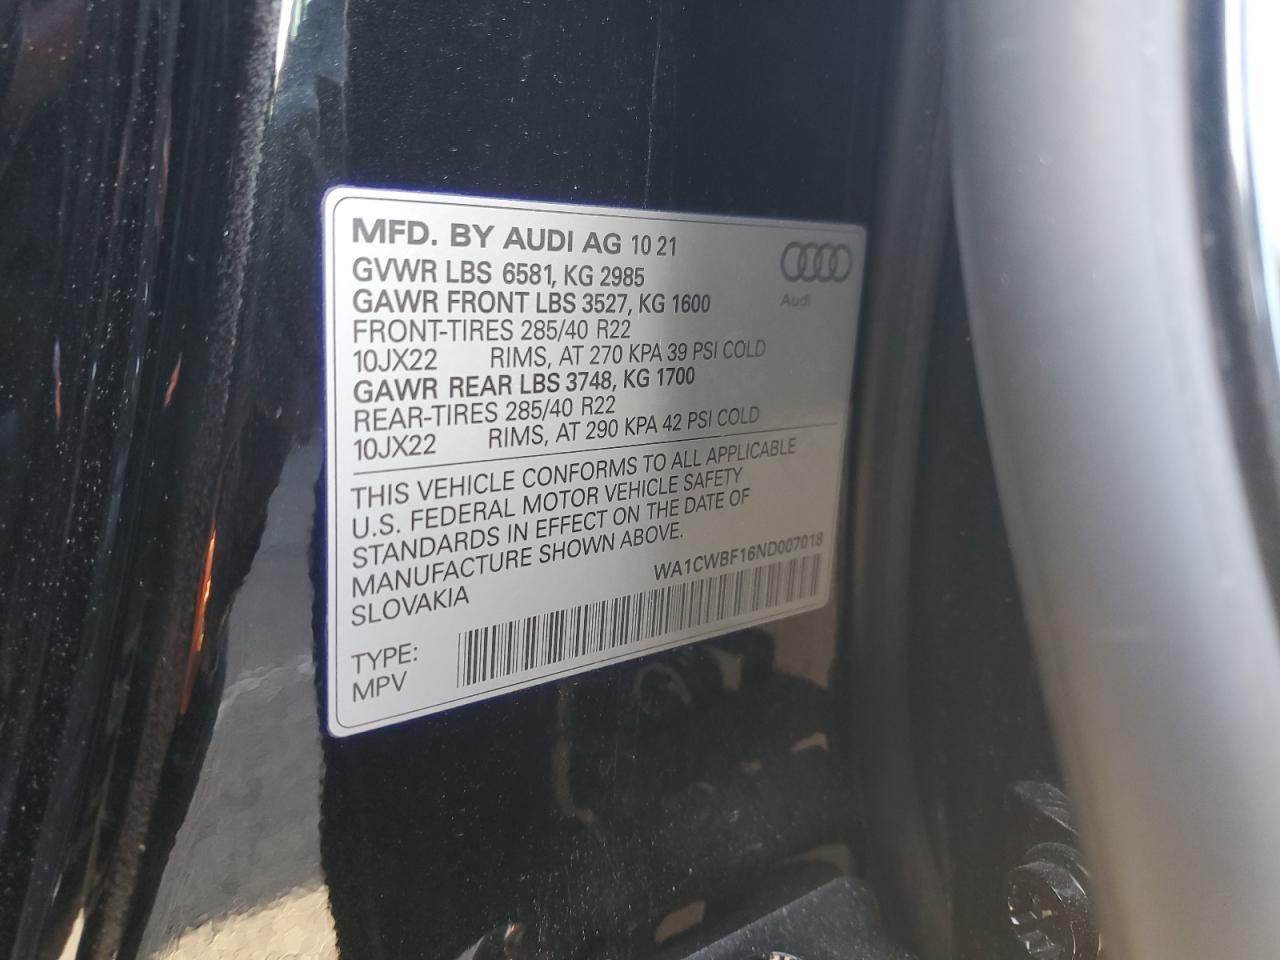 MFD. BY AUDI AG 10 21
GVWR LBS 6581, KG 2985
GAWR FRONT LBS 3527, KG 1600
FRONT-TIRES 285/40 R22
10JX22 RIMS, AT 270 KPA 39 PSI COLD
GAWR REAR LBS 3748, KG 1700
REAR-TIRES 285/40 R22
10JX22 RIMS, AT 290 KPA 42 PSI COLD
Audi
THIS VEHICLE CONFORMS TO ALL APPLICABLE
U.S. FEDERAL MOTOR VEHICLE SAFETY
STANDARDS IN EFFECT ON THE DATE OF
MANUFACTURE SHOWN ABOVE.
SLOVAKIA
WA1CWBF16ND007018
TYPE:
MPV